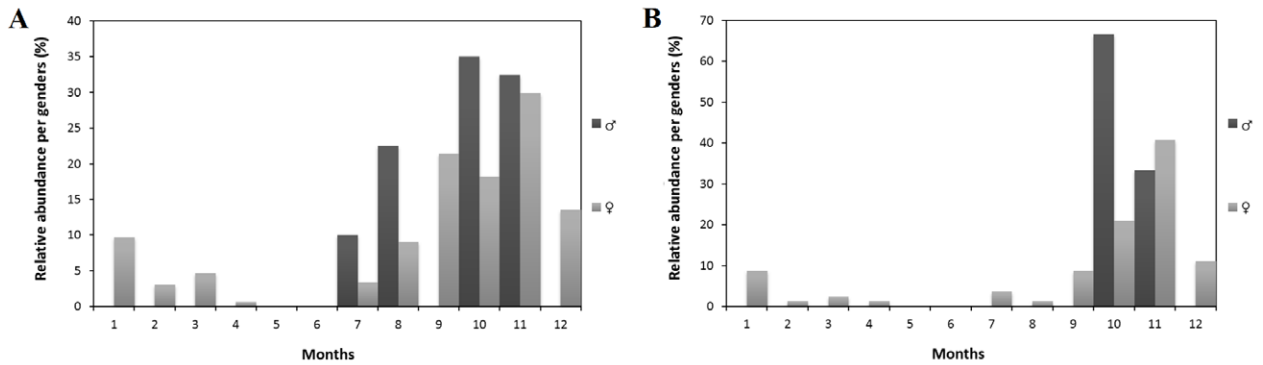 A
Relative abundance per genders (%)
40
35
30
25
20
15
10
5
0
1 2 3 4 5 6 7 8 9 10 11 12
Months
♂
♀
B
Relative abundance per genders (%)
70
60
50
40
30
20
10
0
1 2 3 4 5 6 7 8 9 10 11 12
Months
♂
♀